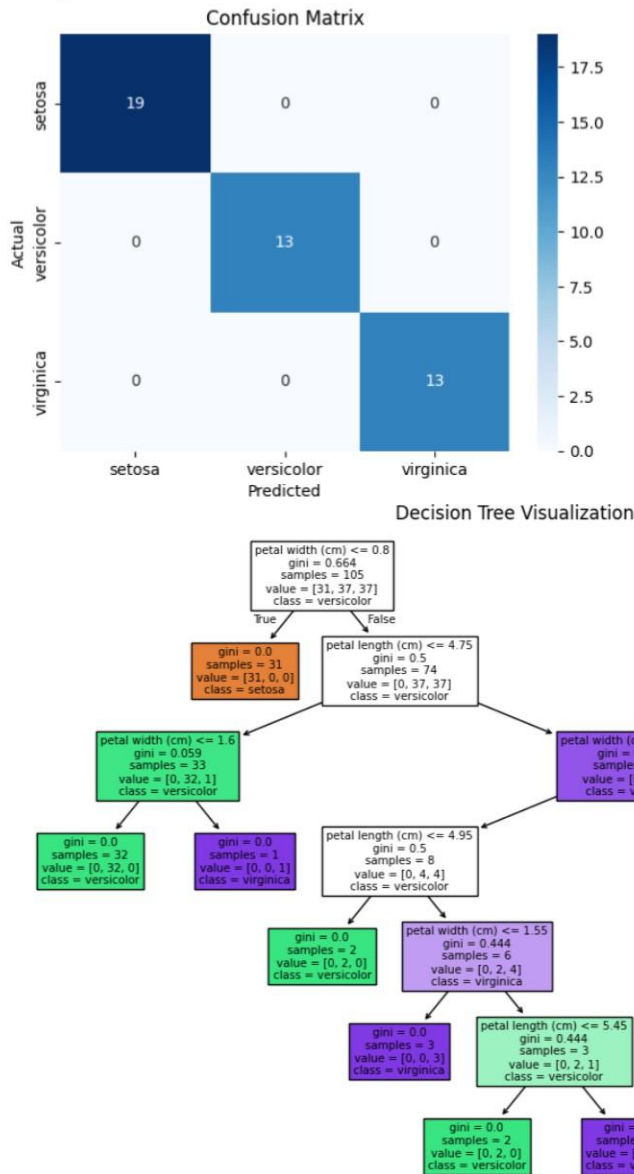 Confusion Matrix
setosa
versicolor
virginica
Actual
19 0 0
0 13 0
0 0 13
setosa versicolor virginica
Predicted
17.5
15.0
12.5
10.0
7.5
5.0
2.5
0.0
Decision Tree Visualization
petal width (cm) <= 0.8
gini = 0.664
samples = 105
value = [31, 37, 37]
class = versicolor
True
False
gini = 0.0
samples = 31
value = [31, 0, 0]
class = setosa
petal length (cm) <= 4.75
gini = 0.5
samples = 74
value = [0, 37, 37]
class = versicolor
petal width (cm) <= 1.6
gini = 0.059
samples = 33
value = [0, 32, 1]
class = versicolor
petal width (c
gini =
samples
value = [
class = v
gini = 0.0
samples = 32
value = [0, 32, 0]
class = versicolor
gini = 0.0
samples = 1
value = [0, 0, 1]
class = virginica
petal length (cm) <= 4.95
gini = 0.5
samples = 8
value = [0, 4, 4]
class = versicolor
gini = 0.0
samples = 2
value = [0, 2, 0]
class = versicolor
petal width (cm) <= 1.55
gini = 0.444
samples = 6
value = [0, 2, 4]
class = virginica
gini = 0.0
samples = 3
value = [0, 0, 3]
class = virginica
petal length (cm) <= 5.45
gini = 0.444
samples = 3
value = [0, 2, 1]
class = versicolor
gini = 0.0
samples = 2
value = [0, 2, 0]
class = versicolor
gini =
value =
class =